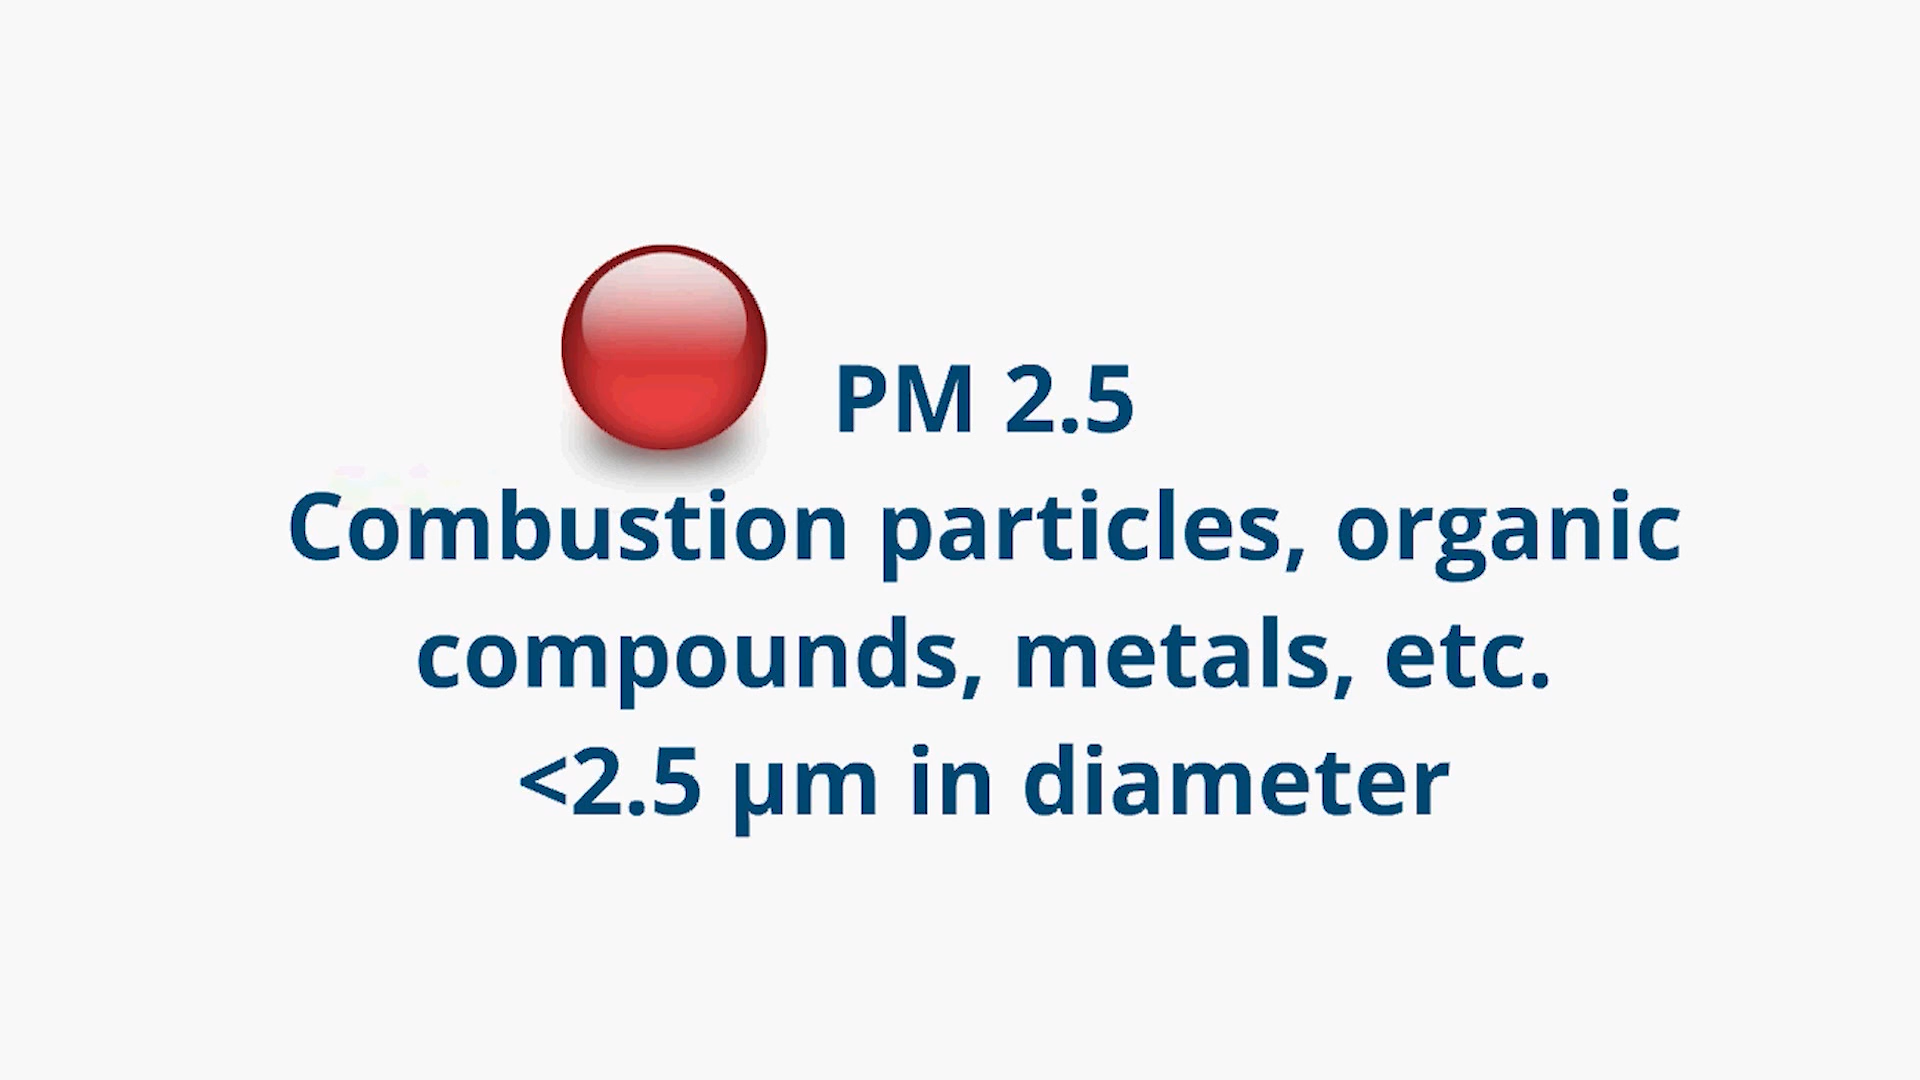 PM 2.5
Combustion particles, organic
compounds, metals, etc.
<2.5 µm in diameter